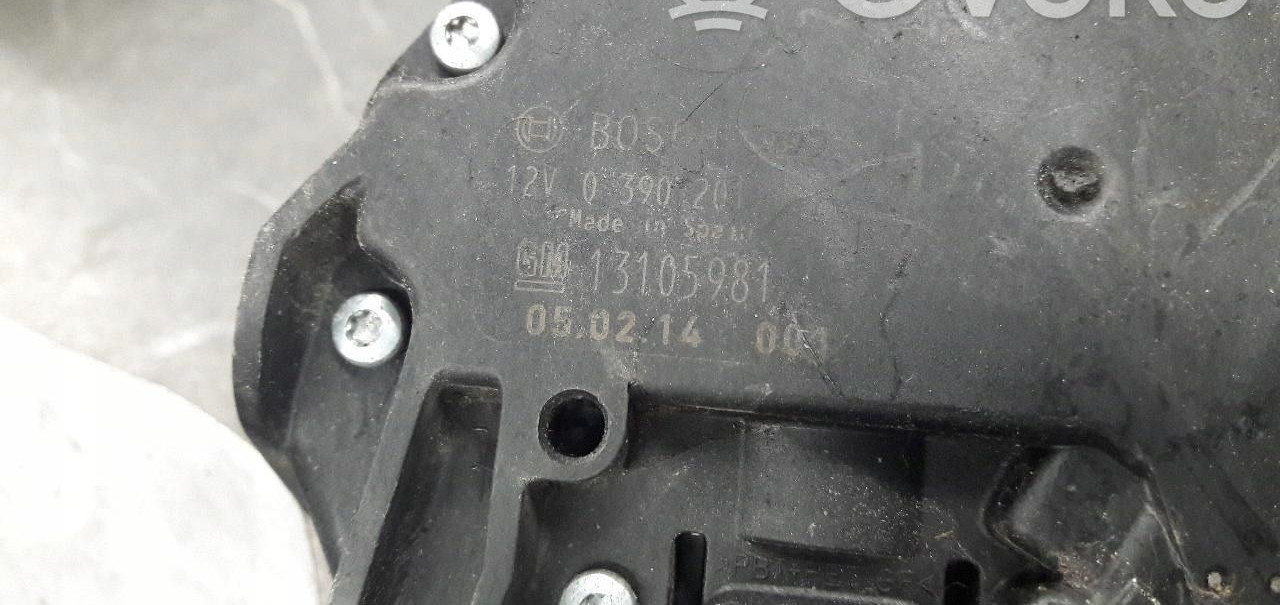 BOSCH
12V 0 390 201
Made in Spain
GM 13105981
05.02.14 001